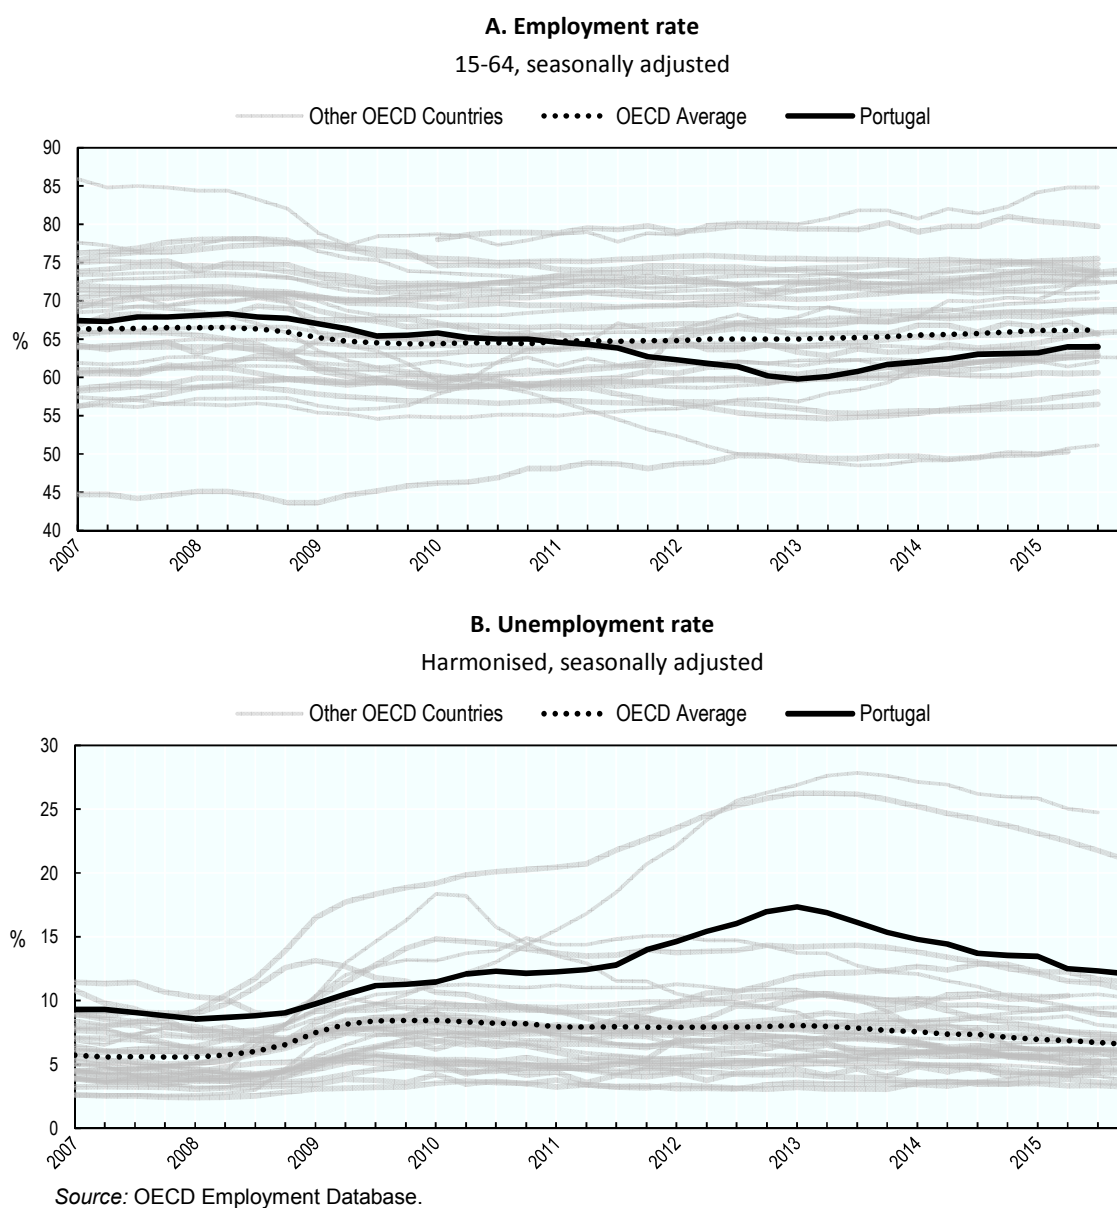 A. Employment rate
15-64, seasonally adjusted
Other OECD Countries OECD Average Portugal
90
85
80
75
70
%
65
60
55
50
45
40
2007 2008 2009 2010 2011 2012 2013 2014 2015
B. Unemployment rate
Harmonised, seasonally adjusted
Other OECD Countries OECD Average Portugal
30
25
20
%
15
10
5
0
2007 2008 2009 2010 2011 2012 2013 2014 2015
Source: OECD Employment Database.